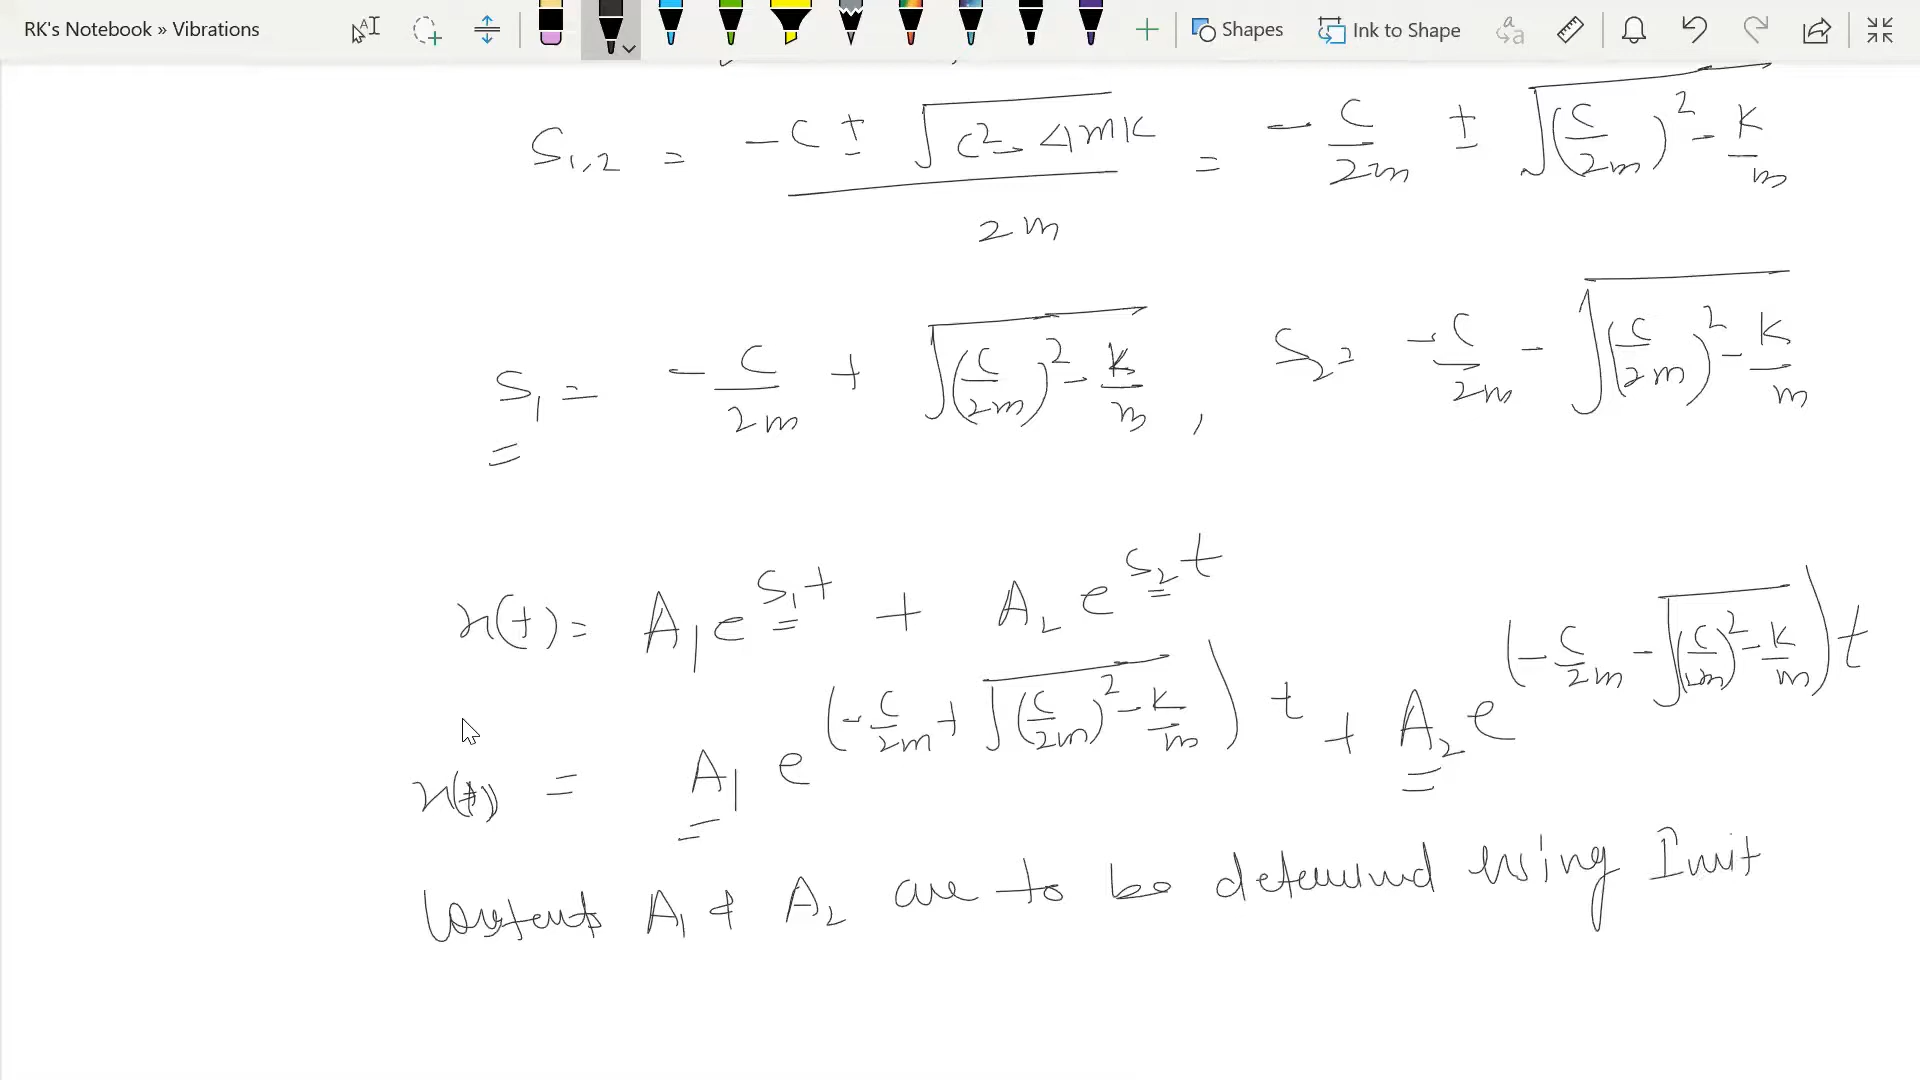 RK's Notebook » Vibrations Shapes Ink to Shape
S₁,₂ = (-c ± √(c² - 4mk)) / 2m = -c/2m ± √((c/2m)² - k/m)
S₁ = -c/2m + √((c/2m)² - k/m) , S₂ = -c/2m - √((c/2m)² - k/m)
x(t) = A₁e^(S₁t) + A₂e^(S₂t)
x(t) = A₁e^((-c/2m + √((c/2m)² - k/m))t) + A₂e^((-c/2m - √((c/2m)² - k/m))t)
Constants A₁ & A₂ are to be determined using Init